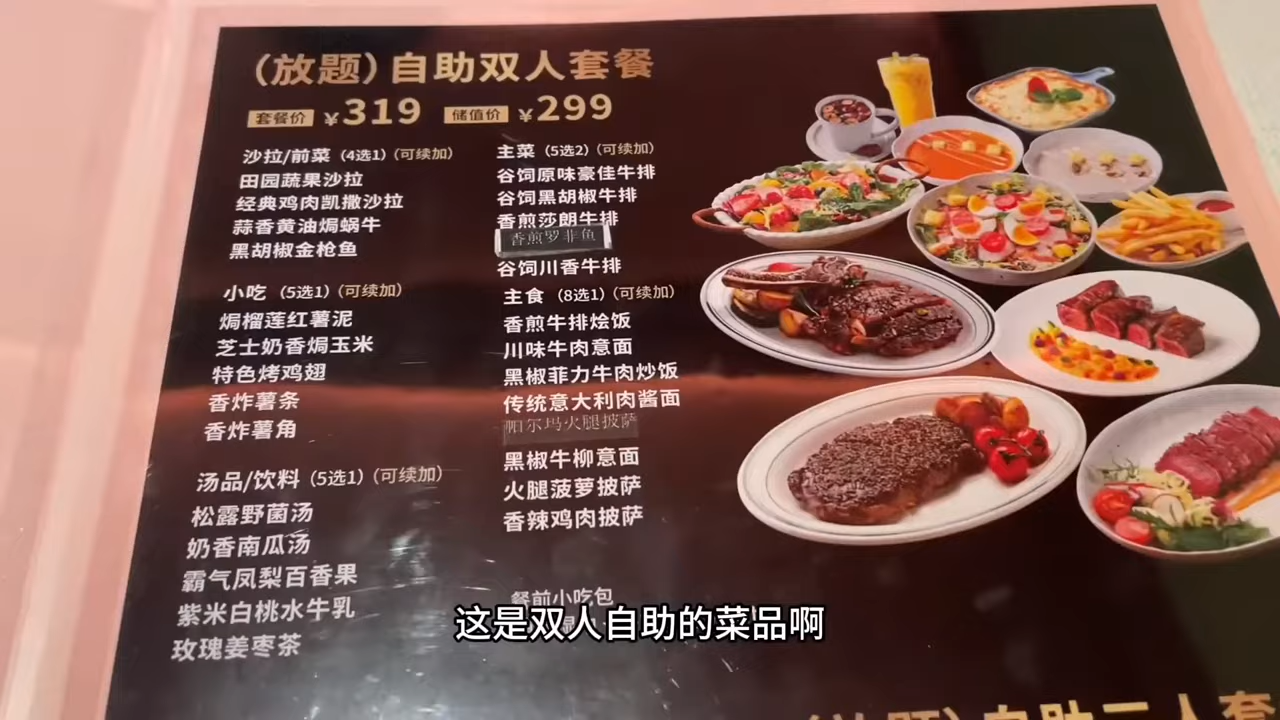 （放题）自助双人套餐
套餐价 ¥319 储值价 ¥299
沙拉/前菜（4选1）（可续加）
田园蔬果沙拉
经典鸡肉凯撒沙拉
蒜香黄油焗蜗牛
黑胡椒金枪鱼
小吃（5选1）（可续加）
焗榴莲红薯泥
芝士奶香焗玉米
特色烤鸡翅
香炸薯条
香炸薯角
汤品/饮料（5选1）（可续加）
松露野菌汤
奶香南瓜汤
霸气凤梨百香果
紫米白桃水牛乳
玫瑰姜枣茶
主菜（5选2）（可续加）
谷饲原味豪佳牛排
谷饲黑胡椒牛排
香煎莎朗牛排
香煎罗非鱼
谷饲川香牛排
主食（8选1）（可续加）
香煎牛排烩饭
川味牛肉意面
黑椒菲力牛肉炒饭
传统意大利肉酱面
帕尔玛火腿披萨
黑椒牛柳意面
火腿菠萝披萨
香辣鸡肉披萨
餐前小吃包
这是双人自助的菜品啊